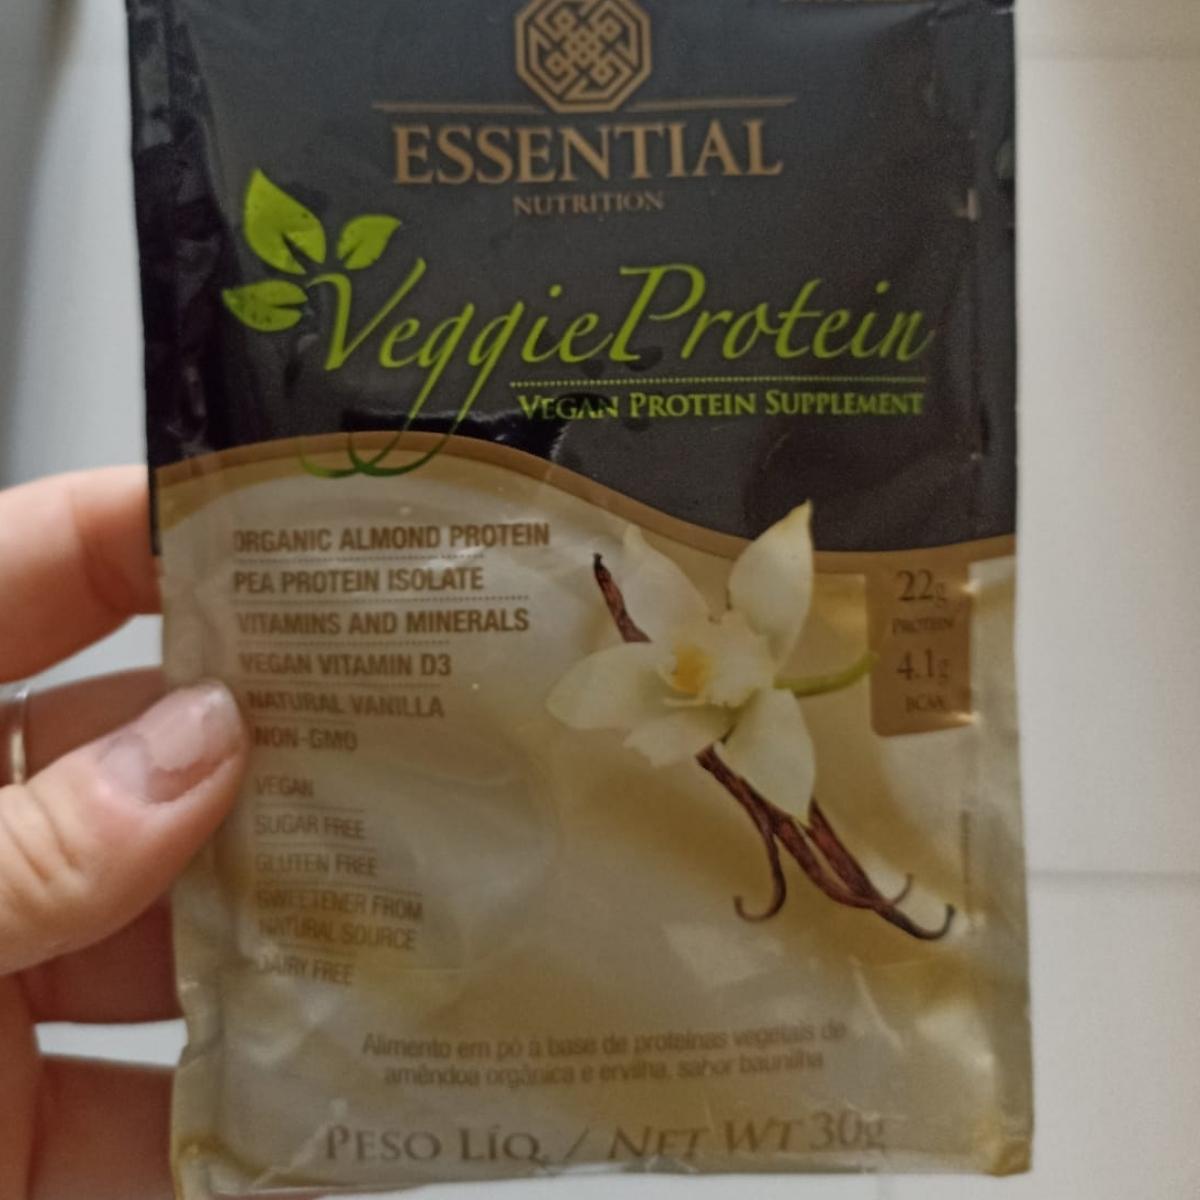 ESSENTIAL
NUTRITION
VeggieProtein
VEGAN PROTEIN SUPPLEMENT
ORGANIC ALMOND PROTEIN
PEA PROTEIN ISOLATE
VITAMINS AND MINERALS
VEGAN VITAMIN D3
NATURAL VANILLA
NON-GMO
22g
PROTEIN
4.1g
BCAA
VEGAN
SUGAR FREE
GLUTEN FREE
SWEETENER FROM
NATURAL SOURCE
DAIRY FREE
Alimento em pó à base de proteínas vegetais de
amêndoa orgânica e ervilha, sabor baunilha
PESO LÍQ. / NET WT 30g